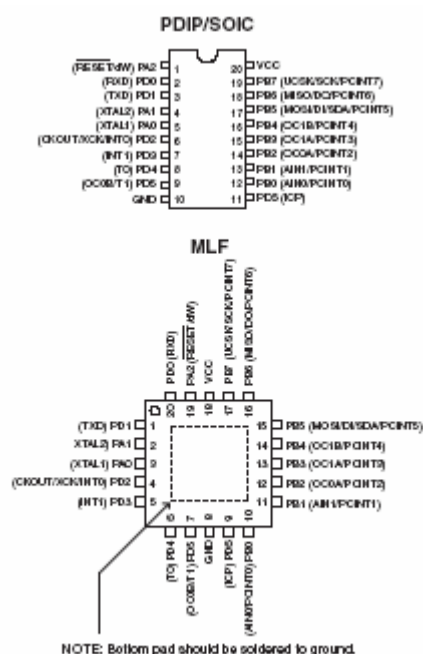 PDIP/SOIC
(RESET/dW) PA2 1 20 VCC
(RXD) PD0 2 19 PB7 (UCSK/SCK/PCINT7)
(TXD) PD1 3 18 PB6 (MISO/DO/PCINT6)
(XTAL2) PA1 4 17 PB5 (MOSI/DI/SDA/PCINT5)
(XTAL1) PA0 5 16 PB4 (OC1B/PCINT4)
(CKOUT/XCK/INT0) PD2 6 15 PB3 (OC1A/PCINT3)
(INT1) PD3 7 14 PB2 (OC0A/PCINT2)
(T0) PD4 8 13 PB1 (AIN1/PCINT1)
(OC0B/T1) PD5 9 12 PB0 (AIN0/PCINT0)
GND 10 11 PD6 (ICP)
MLF
PD0 (RXD)
PA2 (RESET/dW)
VCC
PB7 (UCSK/SCK/PCINT7)
PB6 (MISO/DO/PCINT6)
20 19 18 17 16
(TXD) PD1 1 15 PB5 (MOSI/DI/SDA/PCINT5)
XTAL2) PA1 2 14 PB4 (OC1B/PCINT4)
(XTAL1) PA0 3 13 PB3 (OC1A/PCINT3)
(CKOUT/XCK/INT0) PD2 4 12 PB2 (OC0A/PCINT2)
(INT1) PD3 5 11 PB1 (AIN1/PCINT1)
6 7 8 9 10
(T0) PD4
(OC0B/T1) PD5
GND
(ICP) PD6
(AIN0/PCINT0) PB0
NOTE: Bottom pad should be soldered to ground.